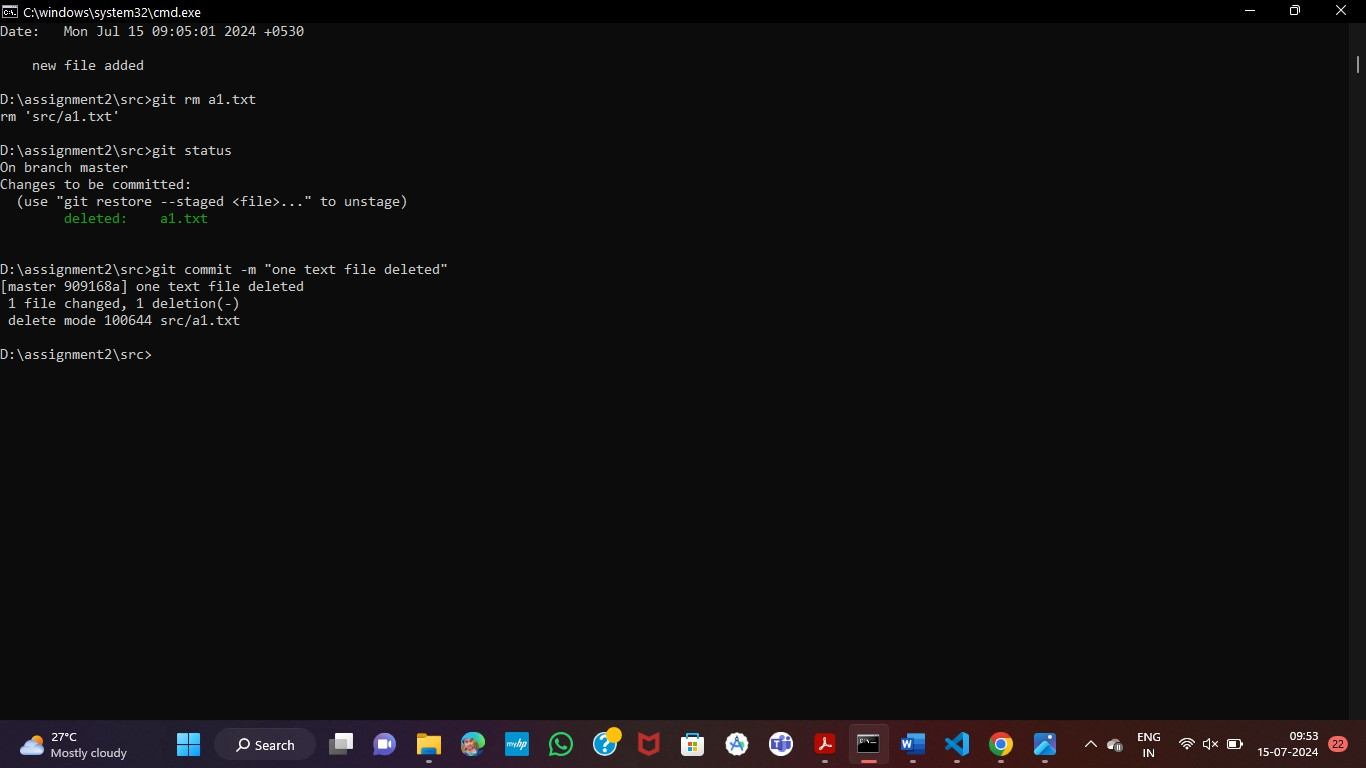 C:\windows\system32\cmd.exe
Date:   Mon Jul 15 09:05:01 2024 +0530
    new file added
D:\assignment2\src>git rm a1.txt
rm 'src/a1.txt'
D:\assignment2\src>git status
On branch master
Changes to be committed:
  (use "git restore --staged <file>..." to unstage)
        deleted:    a1.txt
D:\assignment2\src>git commit -m "one text file deleted"
[master 909168a] one text file deleted
 1 file changed, 1 deletion(-)
 delete mode 100644 src/a1.txt
D:\assignment2\src>
27°C
Mostly cloudy
Search
myhp
ENG
IN
09:53
15-07-2024
22